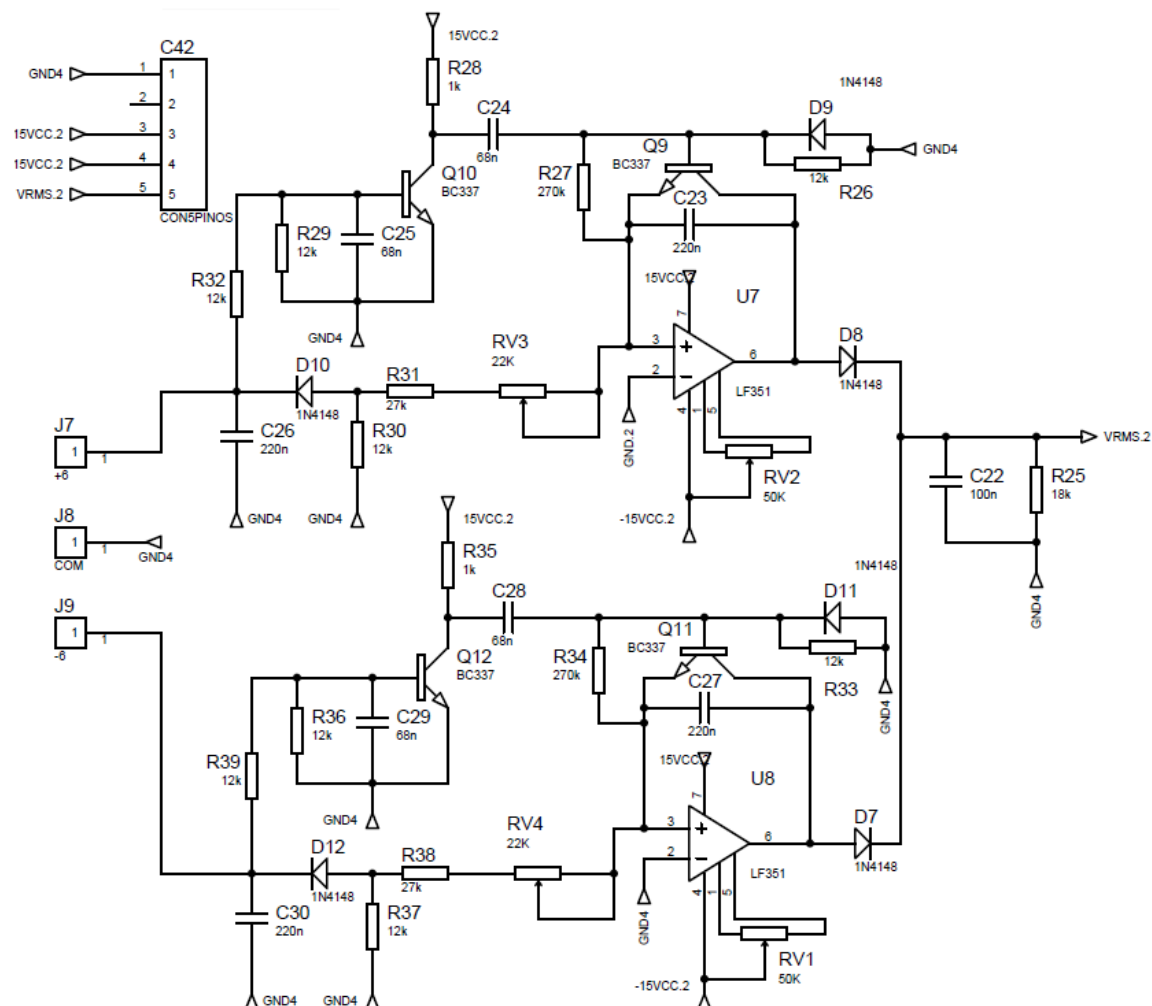 15VCC.2
C42
GND4
1
1
2
2
15VCC.2
3
3
15VCC.2
4
4
VRMS.2
5
5
CON5PINOS
R28
1k
C24
68n
1N4148
D9
GND4
12k
R26
Q10
BC337
Q9
BC337
R27
270k
C23
220n
R29
12k
C25
68n
R32
12k
GND4
15VCC.2
7
U7
3
+
2
−
6
LF351
4
1
5
D8
1N4148
RV3
22K
D10
1N4148
R31
27k
R30
12k
C26
220n
GND.2
RV2
50K
-15VCC.2
VRMS.2
C22
100n
R25
18k
GND4
J7
1
1
+6
GND4
GND4
J8
1
1
COM
GND4
J9
1
1
-6
15VCC.2
R35
1k
C28
68n
1N4148
D11
12k
R33
GND4
Q12
BC337
Q11
BC337
R34
270k
C27
220n
R36
12k
C29
68n
R39
12k
GND4
15VCC.2
7
U8
3
+
2
−
6
LF351
4
1
5
D7
1N4148
RV4
22K
D12
1N4148
R38
27k
R37
12k
C30
220n
GND4
RV1
50K
-15VCC.2
GND4
GND4